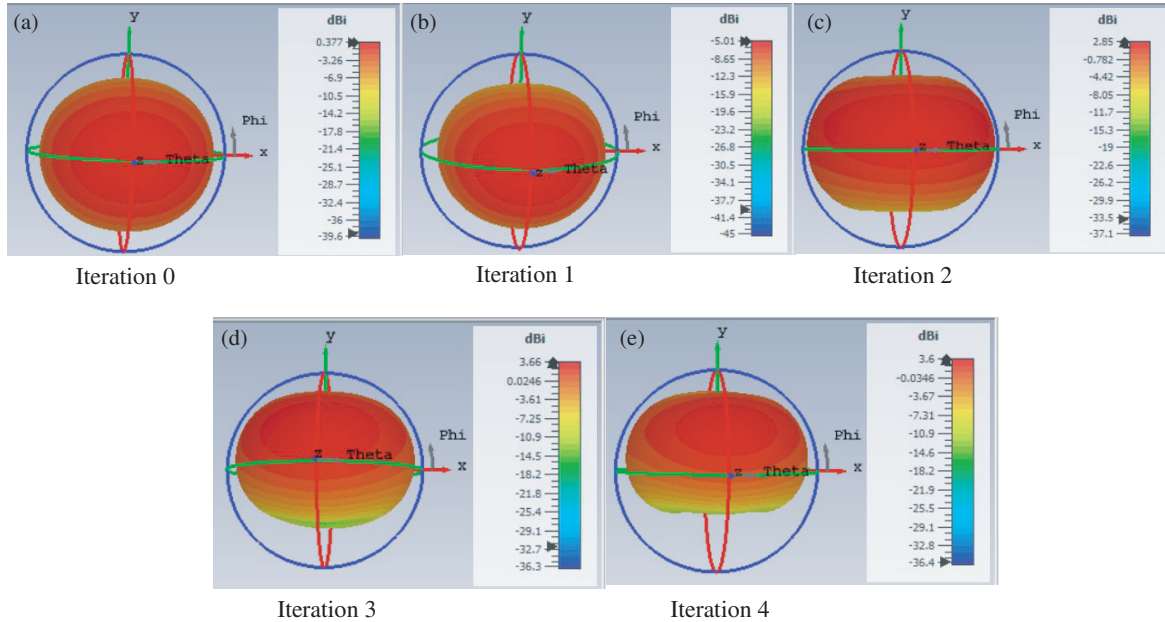 (a)
y
dBi
0.377
-3.26
-6.9
-10.5
-14.2
-17.8
-21.4
-25.1
-28.7
-32.4
-36
-39.6
Phi
x
z
Theta
Iteration 0
(b)
y
dBi
-5.01
-8.65
-12.3
-15.9
-19.6
-23.2
-26.8
-30.5
-34.1
-37.7
-41.4
-45
Phi
x
z
Theta
Iteration 1
(c)
y
dBi
2.85
-0.782
-4.42
-8.05
-11.7
-15.3
-19
-22.6
-26.2
-29.9
-33.5
-37.1
Phi
x
z
Theta
Iteration 2
(d)
y
dBi
3.66
0.0246
-3.61
-7.25
-10.9
-14.5
-18.2
-21.8
-25.4
-29.1
-32.7
-36.3
Phi
x
z
Theta
Iteration 3
(e)
y
dBi
3.6
-0.0346
-3.67
-7.31
-10.9
-14.6
-18.2
-21.9
-25.5
-29.1
-32.8
-36.4
Phi
x
z
Theta
Iteration 4